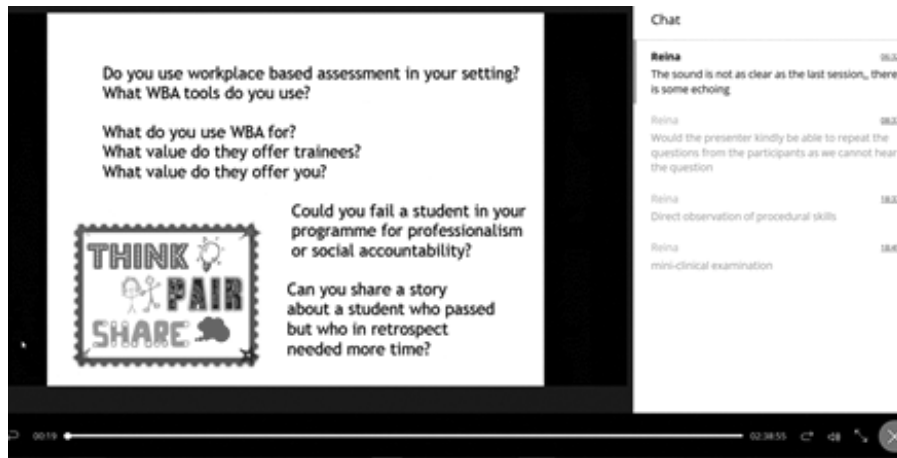 Do you use workplace based assessment in your setting?
What WBA tools do you use?
What do you use WBA for?
What value do they offer trainees?
What value do they offer you?
Could you fail a student in your
programme for professionalism
or social accountability?
Can you share a story
about a student who passed
but who in retrospect
needed more time?
THINK
PAIR
SHARE
Chat
Reina
The sound is not as clear as the last session,, there
is some echoing
Reina
Would the presenter kindly be able to repeat the
questions from the participants as we cannot hear
the question
Reina
Direct observation of procedural skills
Reina
mini-clinical examination
00:19
02:38:55